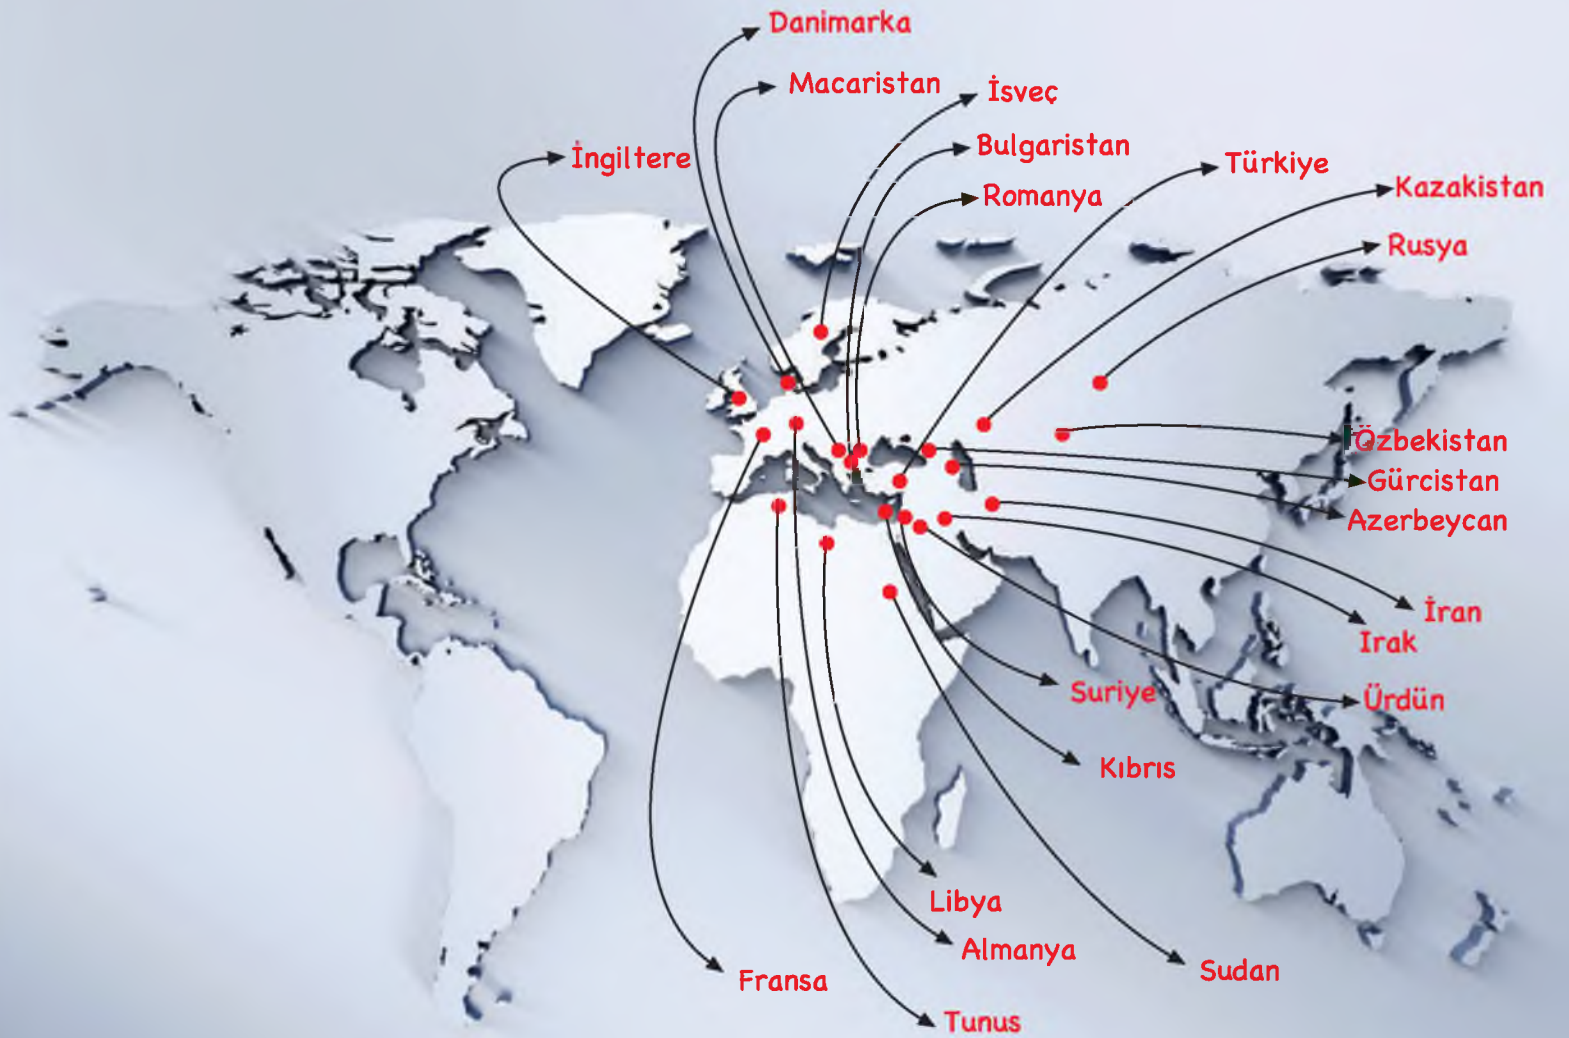 Danimarka
Macaristan
İsveç
Bulgaristan
İngiltere
Türkiye
Romanya
Kazakistan
Rusya
Özbekistan
Gürcistan
Azerbeycan
İran
Irak
Suriye
Ürdün
Kıbrıs
Libya
Almanya
Sudan
Fransa
Tunus